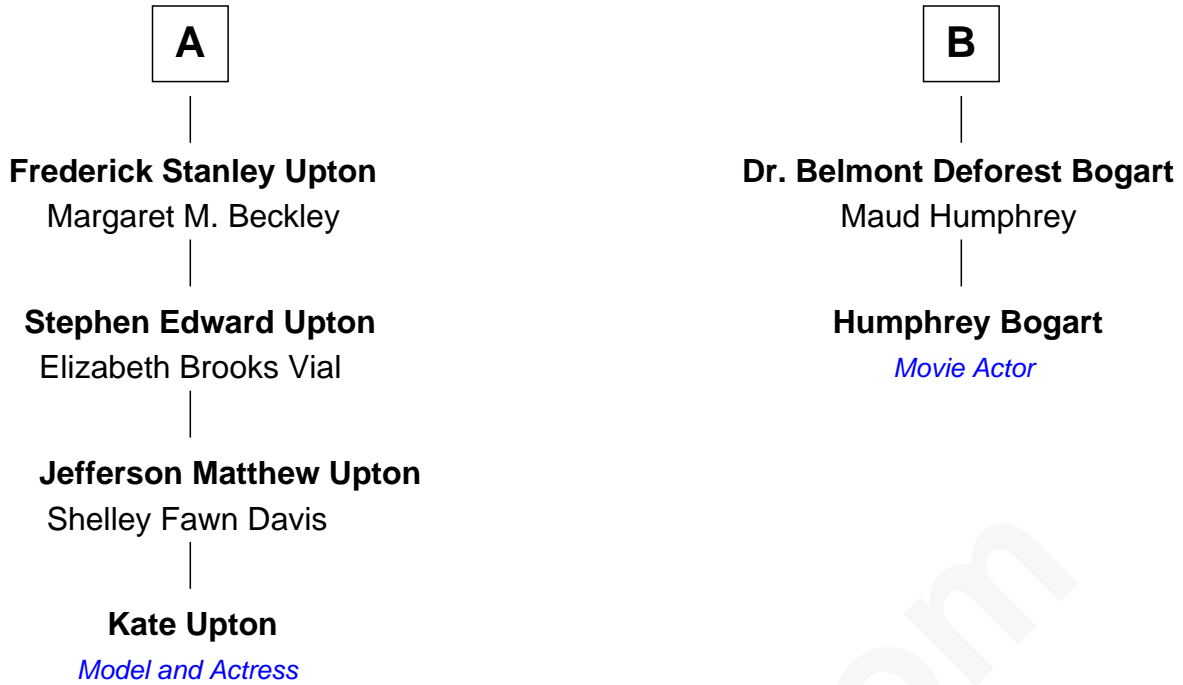 A
Frederick Stanley Upton
Margaret M. Beckley
Stephen Edward Upton
Elizabeth Brooks Vial
Jefferson Matthew Upton
Shelley Fawn Davis
Kate Upton
Model and Actress
B
Dr. Belmont Deforest Bogart
Maud Humphrey
Humphrey Bogart
Movie Actor
om